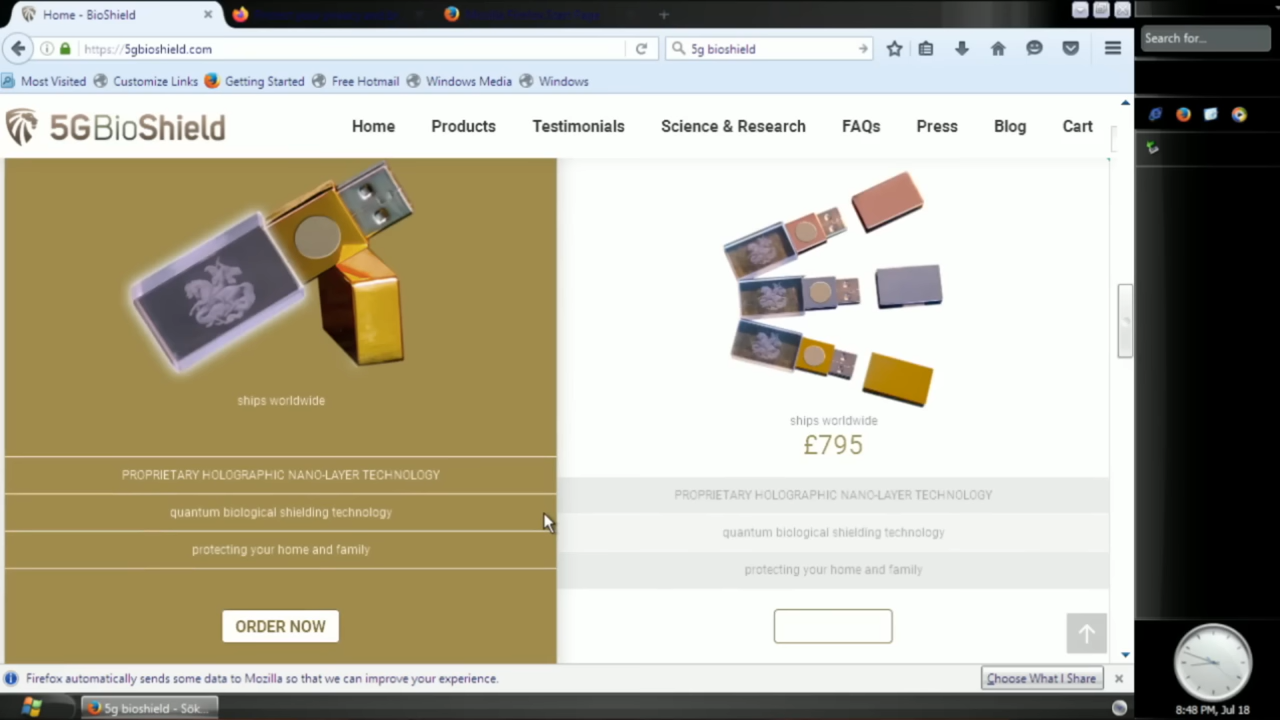 Home - BioShield
https://5gbioshield.com
5g bioshield
Search for...
Most Visited
Customize Links
Getting Started
Free Hotmail
Windows Media
Windows
5GBioShield
Home
Products
Testimonials
Science & Research
FAQs
Press
Blog
Cart
ships worldwide
PROPRIETARY HOLOGRAPHIC NANO-LAYER TECHNOLOGY
quantum biological shielding technology
protecting your home and family
ORDER NOW
ships worldwide
£795
PROPRIETARY HOLOGRAPHIC NANO-LAYER TECHNOLOGY
quantum biological shielding technology
protecting your home and family
Firefox automatically sends some data to Mozilla so that we can improve your experience.
Choose What I Share
5g bioshield - Sök...
8:48 PM, Jul 18